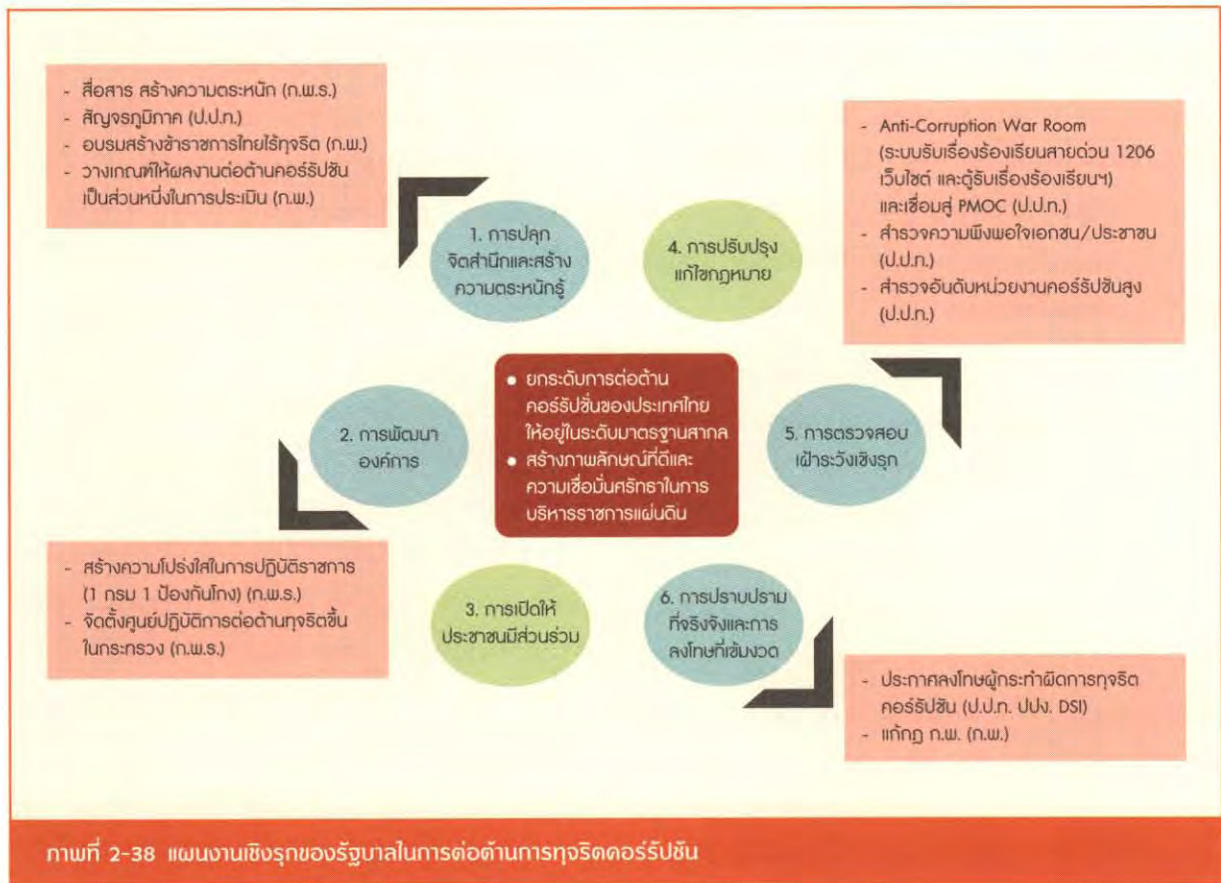 - สื่อสาร สร้างความตระหนัก (ก.พ.ร.)
- สัญจรภูมิภาค (ป.ป.ท.)
- อบรมสร้างข้าราชการไทยไร้ทุจริต (ก.พ.)
- วางเกณฑ์ให้ผลงานต่อต้านคอร์รัปชัน
เป็นส่วนหนึ่งในการประเมิน (ก.พ.)
1. การปลุก
จิตสำนึกและสร้าง
ความตระหนักรู้
4. การปรับปรุง
แก้ไขกฎหมาย
- Anti-Corruption War Room
(ระบบรับเรื่องร้องเรียนสายด่วน 1206
เว็บไซต์ และตู้รับเรื่องร้องเรียนฯ)
และเชื่อมสู่ PMOC (ป.ป.ท.)
- สำรวจความพึงพอใจเอกชน/ประชาชน
(ป.ป.ท.)
- สำรวจอันดับหน่วยงานคอร์รัปชันสูง
(ป.ป.ท.)
2. การพัฒนา
องค์การ
• ยกระดับการต่อต้าน
คอร์รัปชั่นของประเทศไทย
ให้อยู่ในระดับมาตรฐานสากล
• สร้างภาพลักษณ์ที่ดีและ
ความเชื่อมั่นศรัทธาในการ
บริหารราชการแผ่นดิน
5. การตรวจสอบ
เฝ้าระวังเชิงรุก
- สร้างความโปร่งใสในการปฏิบัติราชการ
(1 กรม 1 ป้องกันโกง) (ก.พ.ร.)
- จัดตั้งศูนย์ปฏิบัติการต่อต้านทุจริตขึ้น
ในกระทรวง (ก.พ.ร.)
3. การเปิดให้
ประชาชนมีส่วนร่วม
6. การปราบปราม
ที่จริงจังและการ
ลงโทษที่เข้มงวด
- ประกาศลงโทษผู้กระทำผิดการทุจริต
คอร์รัปชัน (ป.ป.ท. ปปง. DSI)
- แก้กฎ ก.พ. (ก.พ.)
ภาพที่ 2-38 แผนงานเชิงรุกของรัฐบาลในการต่อต้านการทุจริตคอร์รัปชัน